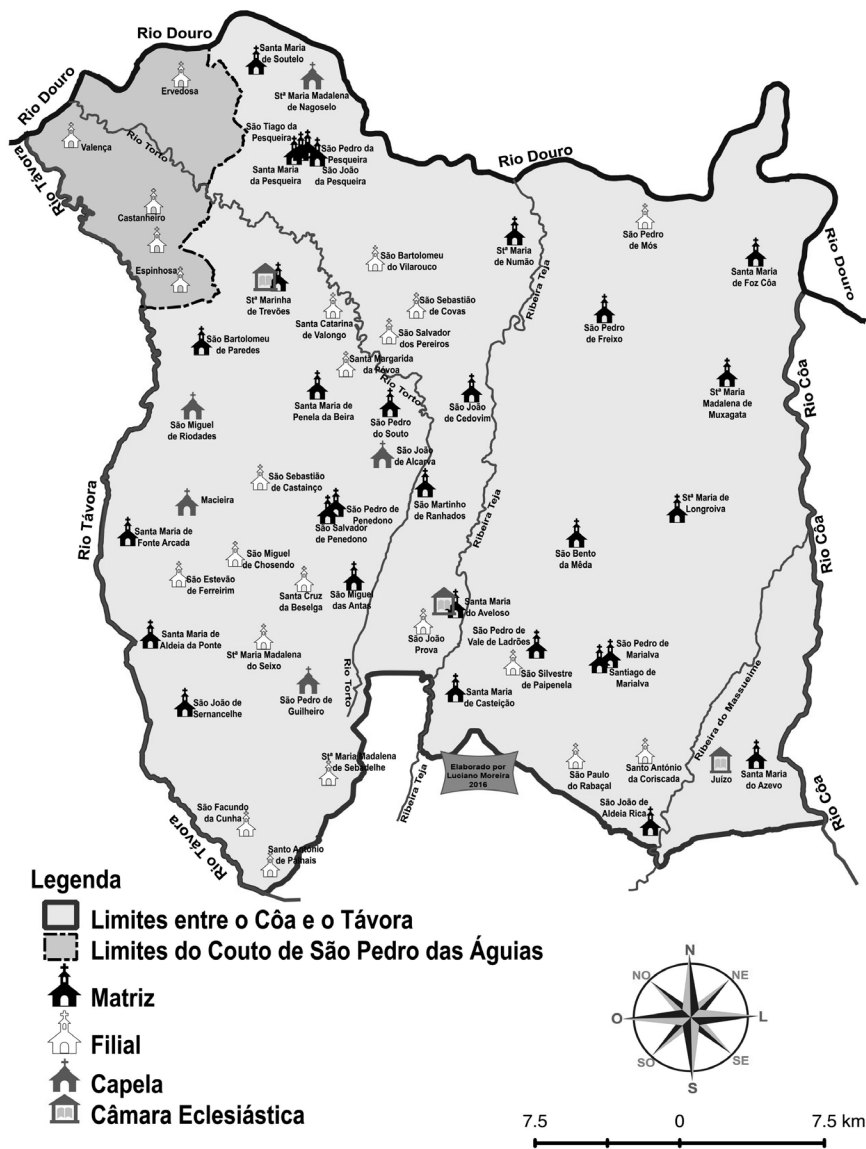 Rio Douro
Santa Maria
de Soutelo
Ervedosa
Stª Maria Madalena
de Nagoselo
Rio Douro
Valença
Rio Torto
São Tiago da
Pesqueira
São Pedro da
Pesqueira
Santa Maria
da Pesqueira
São João
da Pesqueira
Rio Douro
Rio Távora
Castanheiro
Espinhosa
São Bartolomeu
do Vilarouco
Stª Maria
de Numão
São Pedro
de Mós
Santa Maria
de Foz Côa
Rio Douro
Ribeira Teja
Stª Marinha
de Trevões
Santa Catarina
de Valongo
São Sebastião
de Covas
São Salvador
dos Pereiros
São Pedro
de Freixo
São Bartolomeu
de Paredes
Santa Margarida
da Póvoa
Rio Torto
Santa Maria de
Penela da Beira
São Pedro
do Souto
São João
de Cedovim
Stª Maria
Madalena de
Muxagata
Rio Côa
São Miguel
de Riodades
São João
de Alcarva
São Sebastião
de Castainço
Macieira
São Martinho
de Ranhados
Stª Maria de
Longroiva
Rio Távora
Santa Maria de
Fonte Arcada
São Pedro de
Penedono
São Salvador
de Penedono
Ribeira Teja
São Bento
da Mêda
Rio Côa
São Miguel
de Chosendo
São Estevão
de Ferreirim
Santa Cruz
da Beselga
São Miguel
das Antas
Santa Maria
do Aveloso
São João
Prova
São Pedro de
Vale de Ladrões
Santa Maria de
Aldeia da Ponte
Stª Maria Madalena
do Seixo
São Silvestre
de Paipenela
São Pedro de
Marialva
Santiago de
Marialva
São João de
Sernancelhe
São Pedro de
Guilheiro
Rio Torto
Santa Maria
de Casteição
Ribeira do Massueime
Stª Maria Madalena
de Sebadelhe
Ribeira Teja
Elaborado por
Luciano Moreira
2016
São Paulo
do Rabaçal
Santo António
da Coriscada
Juízo
Santa Maria
do Azevo
Rio Côa
São João de
Aldeia Rica
São Facundo
da Cunha
Rio Távora
Santo António
de Palhais
Legenda
Limites entre o Côa e o Távora
Limites do Couto de São Pedro das Águias
Matriz
Filial
Capela
Câmara Eclesiástica
N
NO
NE
O
L
SO
SE
S
7.5
0
7.5 km